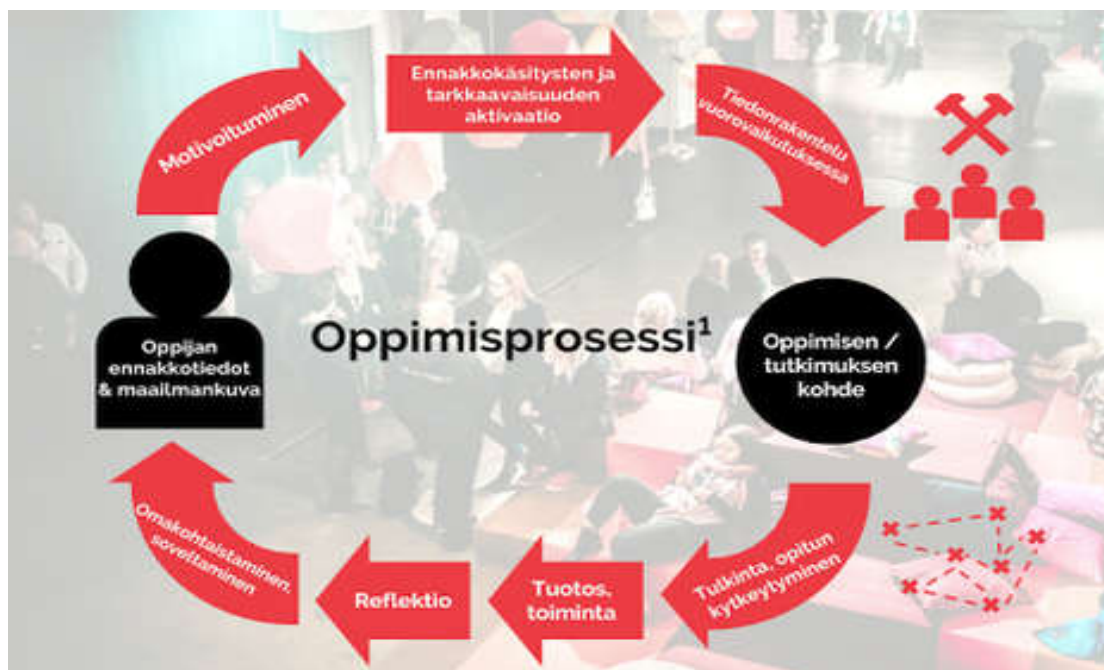 Motivoituminen
Ennakkokäsitysten ja
tarkkaavaisuuden
aktivaatio
Tiedonrakentelu
vuorovaikutuksessa
Oppijan
ennakkotiedot
& maailmankuva
Oppimisprosessi¹
Oppimisen /
tutkimuksen
kohde
Omakohtaistaminen,
soveltaminen
Reflektio
Tuotos,
toiminta
Tulkinta, opitun
kytkeytyminen